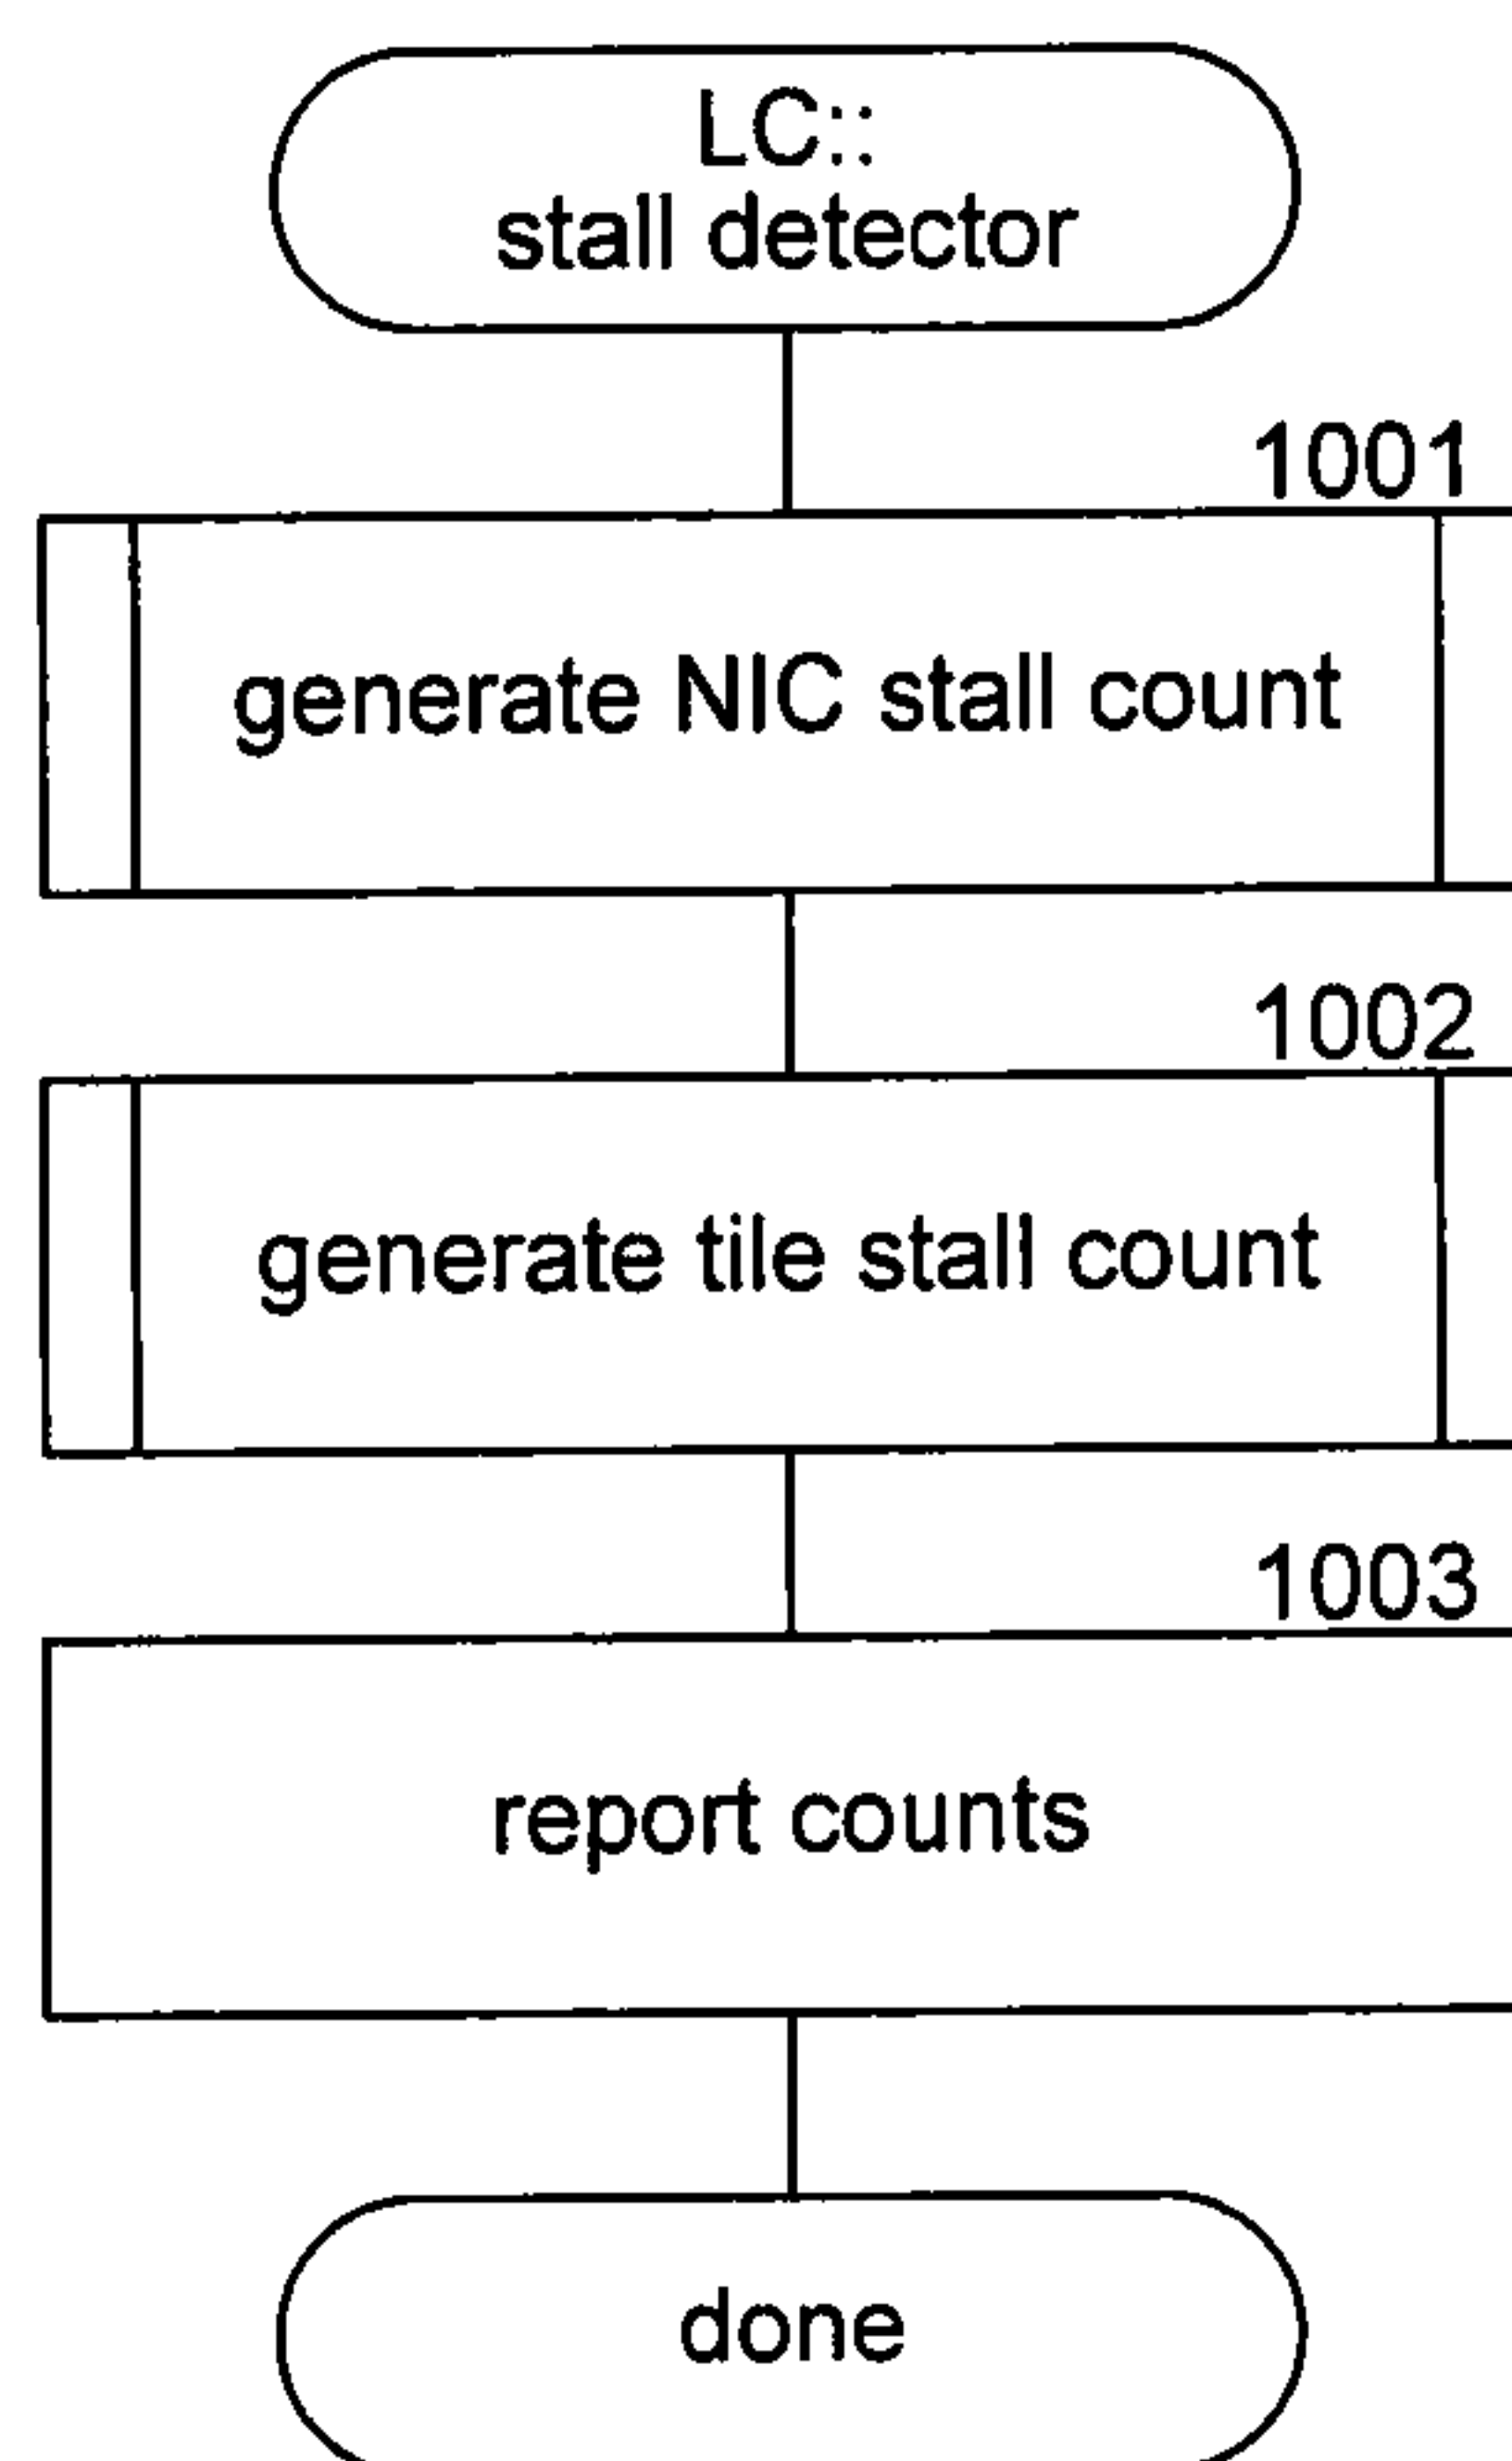 LC::
stall detector
1001
generate NIC stall count
1002
generate tile stall count
1003
report counts
done